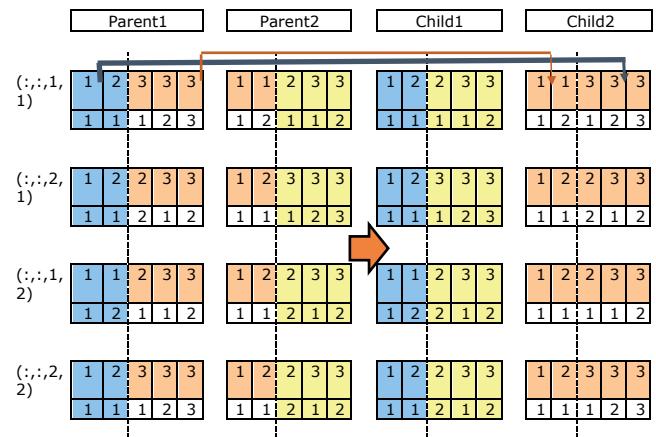 Parent1 Parent2 Child1 Child2
(:,:,1,1) 1 2 3 3 3 1 1 2 3 3 1 2 2 3 3 1 1 3 3 3
1 1 1 2 3 1 2 1 1 2 1 1 1 1 2 1 2 1 2 3
(:,:,2,1) 1 2 2 3 3 1 2 3 3 3 1 2 3 3 3 1 2 2 3 3
1 1 2 1 2 1 1 1 2 3 1 1 1 2 3 1 1 2 1 2
(:,:,1,2) 1 1 2 3 3 1 2 2 3 3 1 1 2 3 3 1 2 2 3 3
1 2 1 1 2 1 1 2 1 2 1 2 2 1 2 1 1 1 1 2
(:,:,2,2) 1 2 3 3 3 1 2 2 3 3 1 2 2 3 3 1 2 3 3 3
1 1 1 2 3 1 1 2 1 2 1 1 2 1 2 1 1 1 2 3